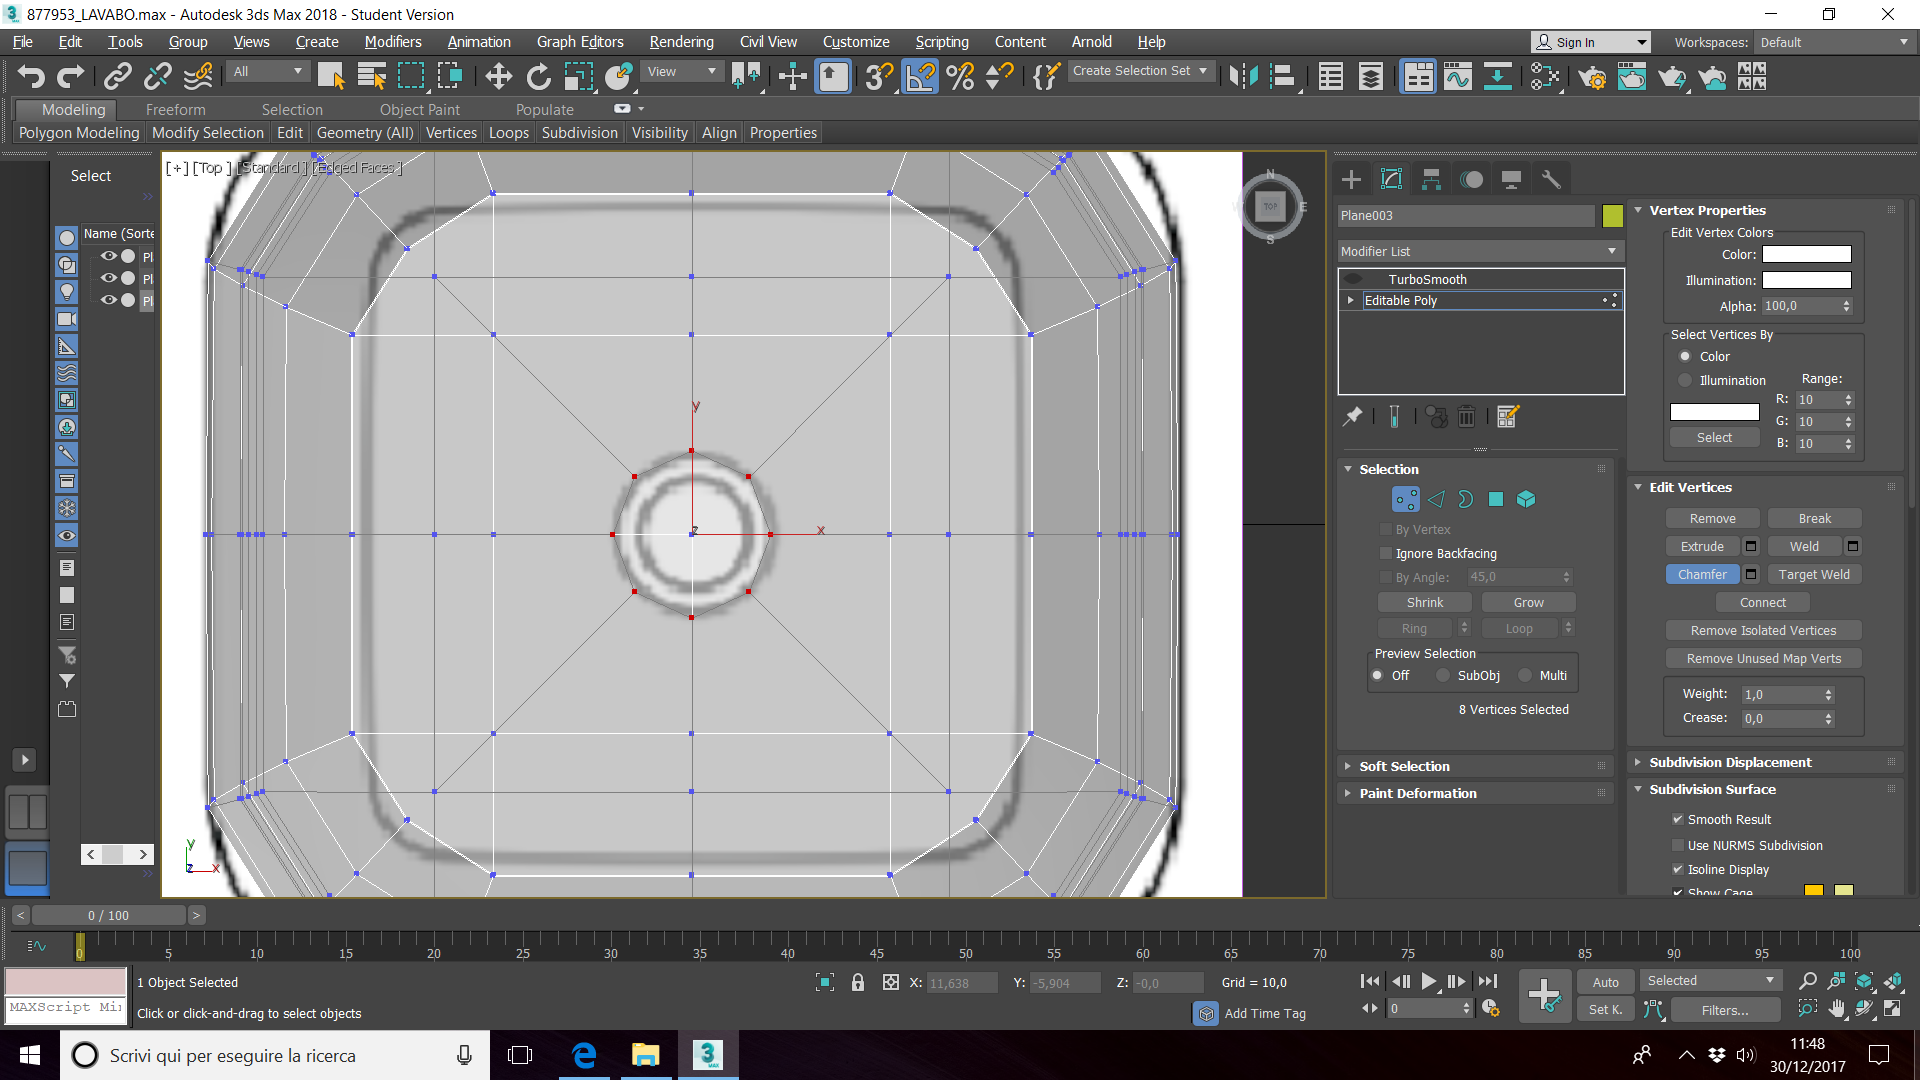 877953_LAVABO.max - Autodesk 3ds Max 2018 - Student Version
File Edit Tools Group Views Create Modifiers Animation Graph Editors Rendering Civil View Customize Scripting Content Arnold Help
Sign In
Workspaces: Default
All
View
Create Selection Set
Modeling Freeform Selection Object Paint Populate
Polygon Modeling Modify Selection Edit Geometry (All) Vertices Loops Subdivision Visibility Align Properties
Select
Name (Sorte
Pl
Pl
Pl
[+] [Top] [Standard] [Edged Faces]
N
E
S
TOP
y
x
z
y
z
x
Plane003
Modifier List
TurboSmooth
Editable Poly
Selection
By Vertex
Ignore Backfacing
By Angle: 45,0
Shrink Grow
Ring Loop
Preview Selection
Off SubObj Multi
8 Vertices Selected
Soft Selection
Paint Deformation
Vertex Properties
Edit Vertex Colors
Color:
Illumination:
Alpha: 100,0
Select Vertices By
Color
Illumination
Range:
R: 10
G: 10
Select
B: 10
Edit Vertices
Remove Break
Extrude Weld
Chamfer Target Weld
Connect
Remove Isolated Vertices
Remove Unused Map Verts
Weight: 1,0
Crease: 0,0
Subdivision Displacement
Subdivision Surface
Smooth Result
Use NURMS Subdivision
Isoline Display
Show Cage
0 / 100
0 5 10 15 20 25 30 35 40 45 50 55 60 65 70 75 80 85 90 95 100
1 Object Selected
MAXScript Mi
Click or click-and-drag to select objects
X: 11,638 Y: -5,904 Z: -0,0 Grid = 10,0
Add Time Tag
0
Auto Selected
Set K. Filters...
Scrivi qui per eseguire la ricerca
11:48
30/12/2017